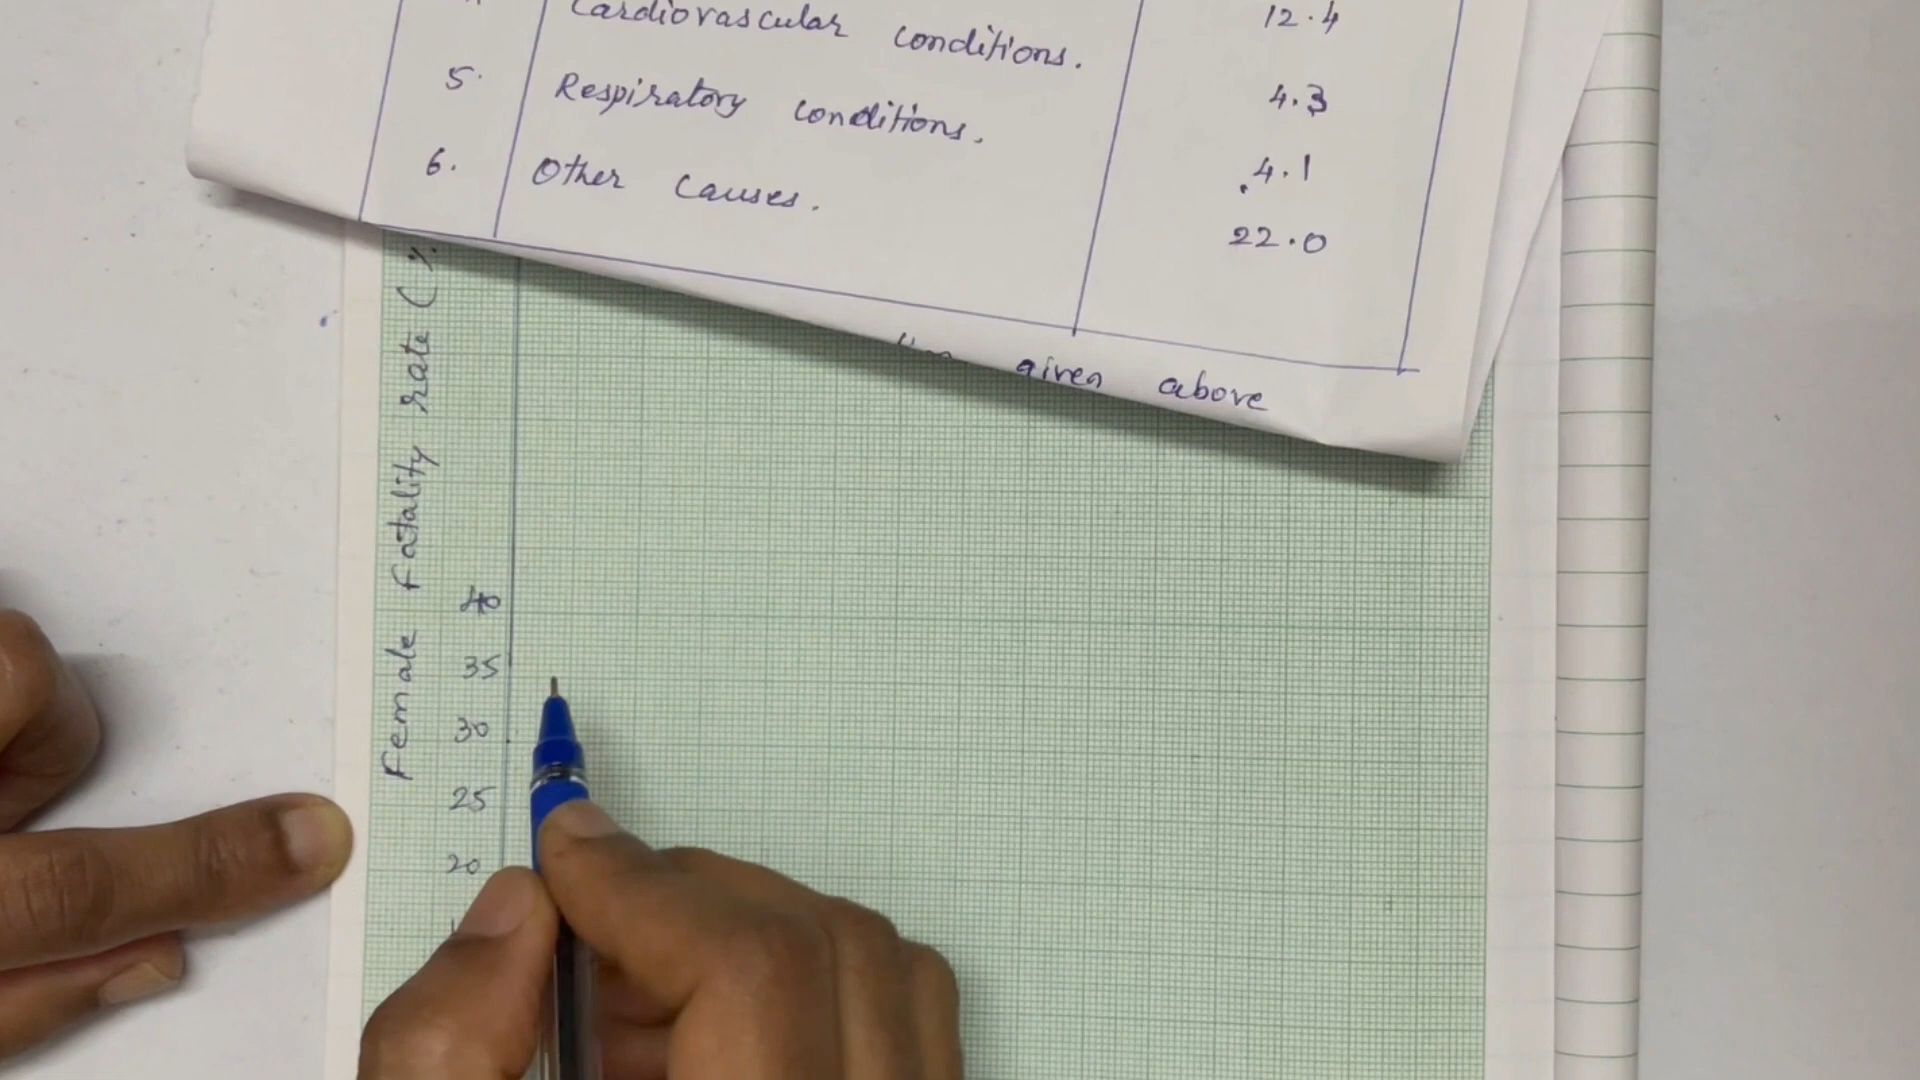 Cardiovascular conditions. 12.4
5. Respiratory conditions. 4.3
6. Other causes. 4.1
22.0
given above
Female fatality rate (%
40
35
30
25
20